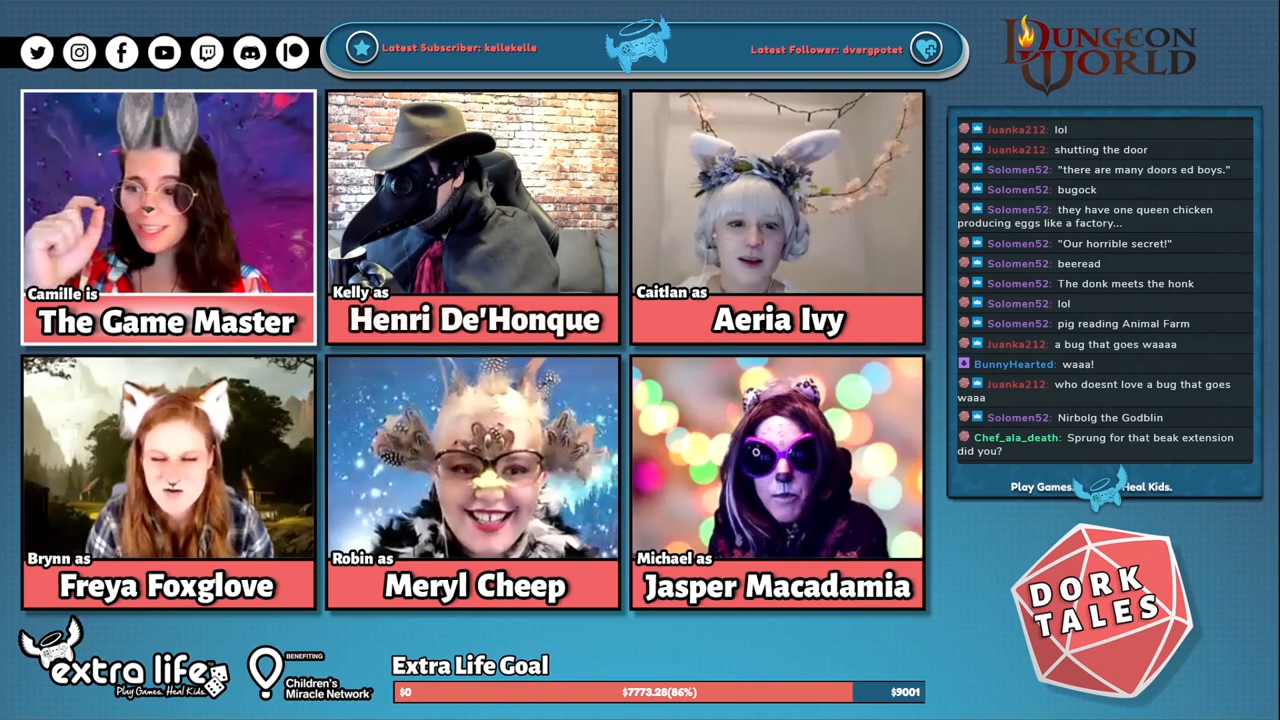 Latest Subscriber: kellekelle
Latest Follower: dvergpotet
DUNGEON
WORLD
Camille is
The Game Master
Kelly as
Henri De'Honque
Caitlan as
Aeria Ivy
Brynn as
Freya Foxglove
Robin as
Meryl Cheep
Michael as
Jasper Macadamia
Juanka212: lol
Juanka212: shutting the door
Solomen52: "there are many doors ed boys."
Solomen52: bugock
Solomen52: they have one queen chicken
producing eggs like a factory...
Solomen52: "Our horrible secret!"
Solomen52: beeread
Solomen52: The donk meets the honk
Solomen52: lol
Solomen52: pig reading Animal Farm
Juanka212: a bug that goes waaaa
BunnyHearted: waaa!
Juanka212: who doesnt love a bug that goes
waaa
Solomen52: Nirbolg the Godblin
Chef_ala_death: Sprung for that beak extension
did you?
Play Games. Heal Kids.
DORK
TALES
extra life
Play Games. Heal Kids.
BENEFITING
Children's
Miracle Network
Extra Life Goal
$0 $7773.28(86%) $9001